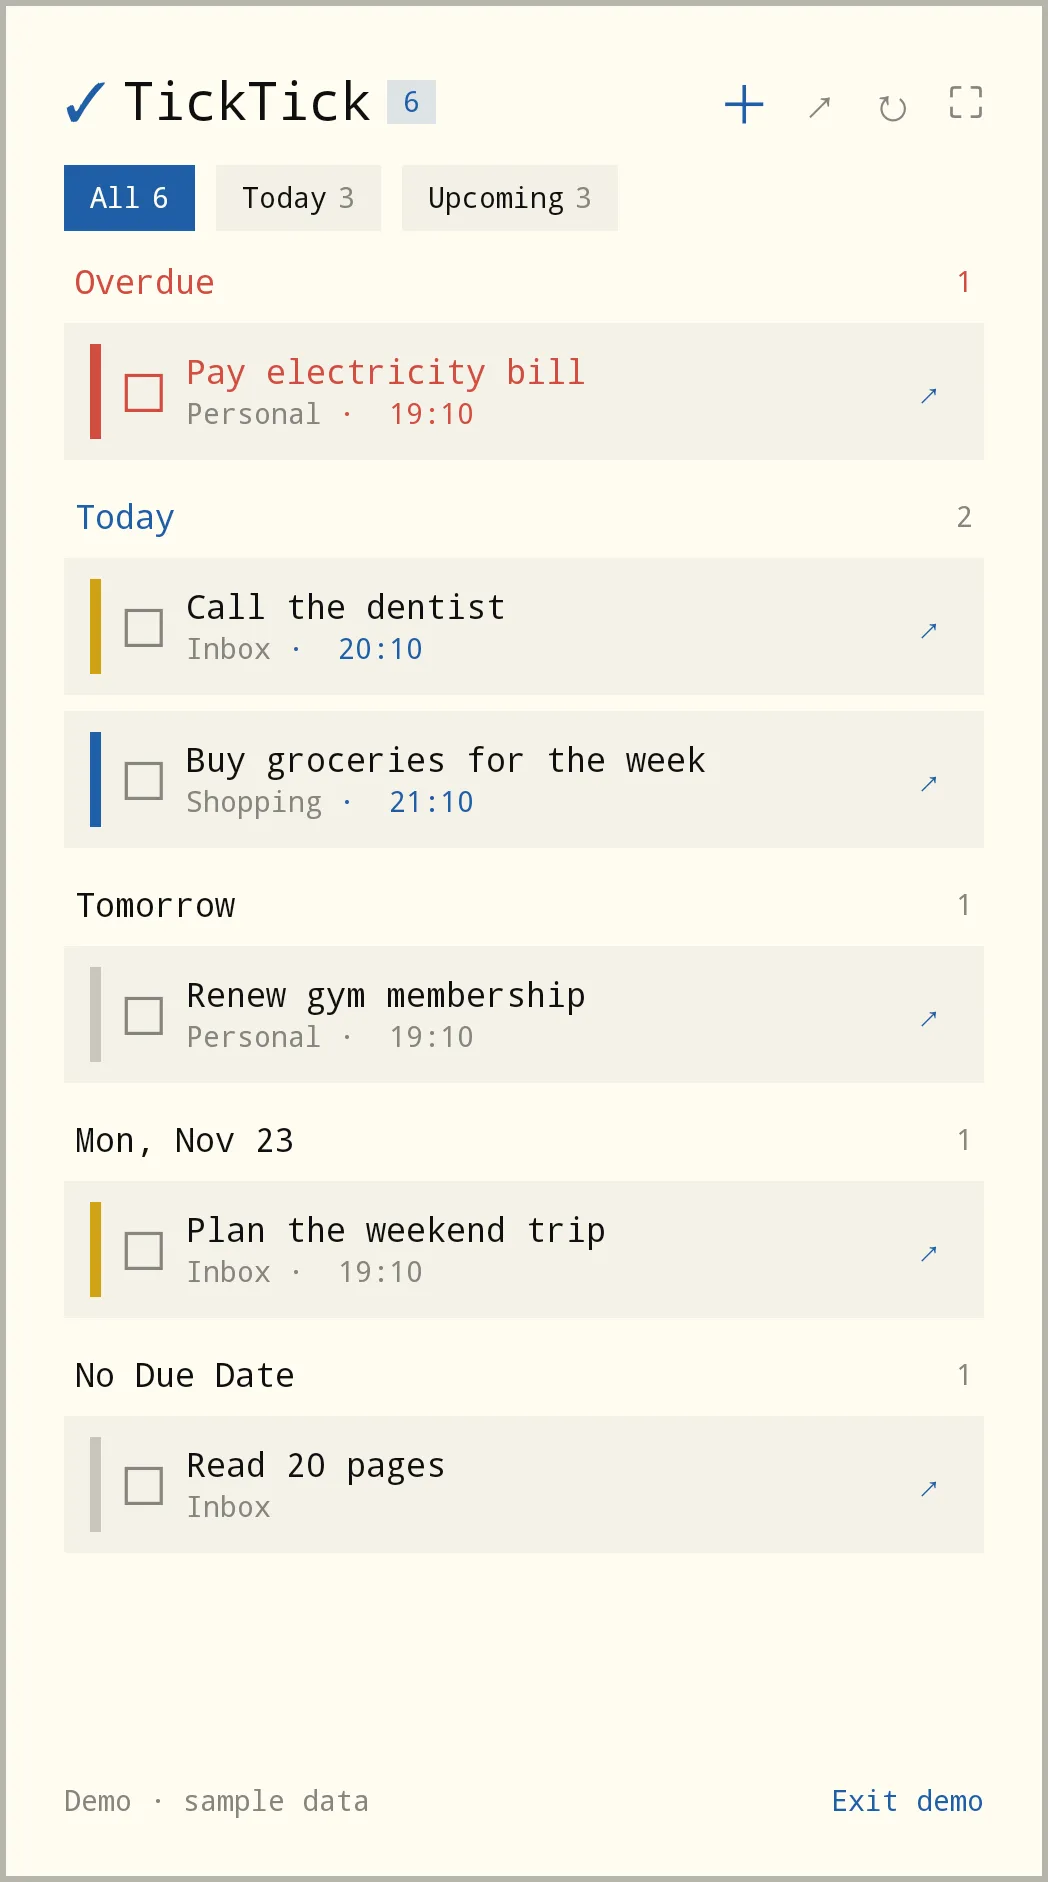 ✓ TickTick 6
All 6 Today 3 Upcoming 3
Overdue 1
Pay electricity bill
Personal · 19:10
Today 2
Call the dentist
Inbox · 20:10
Buy groceries for the week
Shopping · 21:10
Tomorrow 1
Renew gym membership
Personal · 19:10
Mon, Nov 23 1
Plan the weekend trip
Inbox · 19:10
No Due Date 1
Read 20 pages
Inbox
Demo · sample data Exit demo